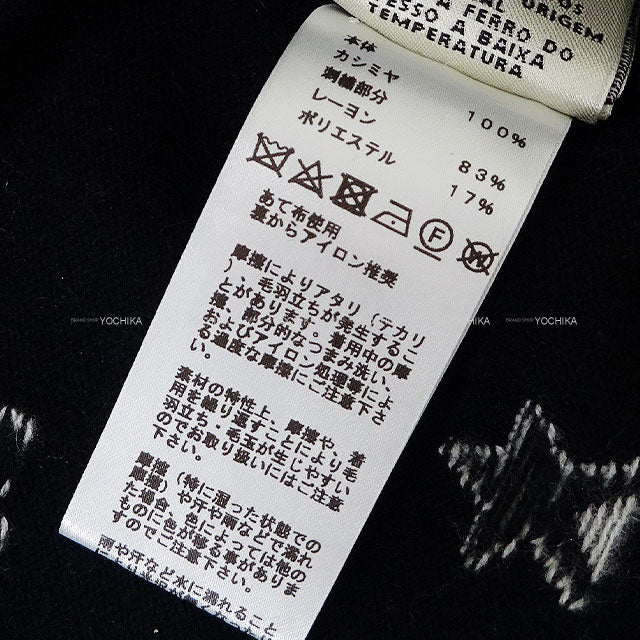 OS
ORIGEM
A FERRO DO
ESSO A BAIXA
TEMPERATURA
本体
カシミヤ 100%
刺繍部分
レーヨン 83%
ポリエステル 17%
F
W
あて布使用
裏からアイロン推奨
摩擦によりアタリ（テカリ
）、毛羽立ちが発生するこ
とがあります。着用中の摩
擦、部分的なつまみ洗い、
およびアイロン処理等によ
る過度な摩擦にご注意下さ
い。
素材の特性上、摩擦や、着
用を繰り返すことにより毛
羽立ち・毛玉が生じやすい
のでお取り扱いにはご注意
下さい。
摩擦（特に湿った状態での
摩擦）や汗や雨などで濡れ
た場合、色によっては他の
ものに色が移る事がありま
すのでご注意下さい。
雨や汗など水に濡れること
BRAND SHOP YOCHIKA
BRAND SHOP YOCHIKA
YOCHIKA
BRAND SHOP YOCHIKA